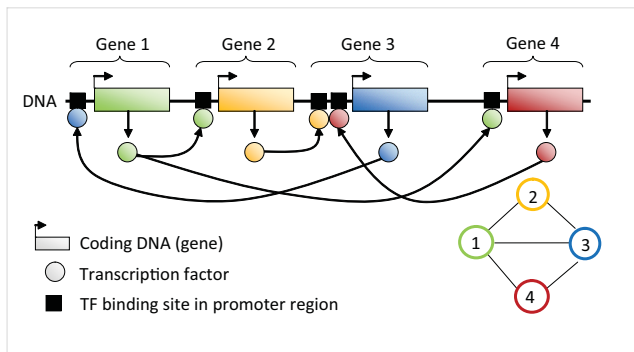 Gene 1 Gene 2 Gene 3 Gene 4
DNA
2
1
3
4
Coding DNA (gene)
Transcription factor
TF binding site in promoter region